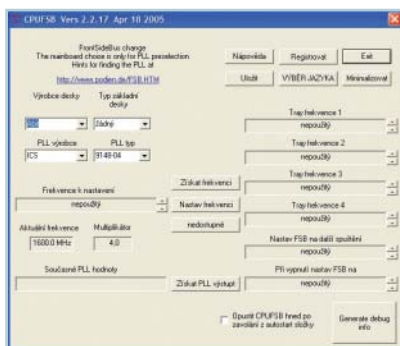 CPUFSB Vers 2.2.17 Apr 18 2005
FrontSideBus change
The mainboard choice is only for PLL preselection
Hints for finding the PLL at
http://www.podien.de/FSB.HTM
Nápověda
Registrovat
Exit
Uložit
VÝBĚR JAZYKA
Minimalizovat
Výrobce desky
Typ základní desky
žádný
PLL výrobce
PLL typ
ICS
9148-04
Frekvence k nastavení
nepoužitý
Získat frekvenci
Nastav frekvenci
nedostupné
Aktuální frekvence
Multiplikátor
1600.0 MHz
4,0
Současné PLL hodnoty
Získat PLL výstupt
Tray frekvence 1
nepoužitý
Tray frekvence 2
nepoužitý
Tray frekvence 3
nepoužitý
Tray frekvence 4
nepoužitý
Nastav FSB na další spuštění
nepoužitý
Při vypnutí nastav FSB na
nepoužitý
Opustit CPUFSB hned po
zavolání z autostart složky
Generate debug
info